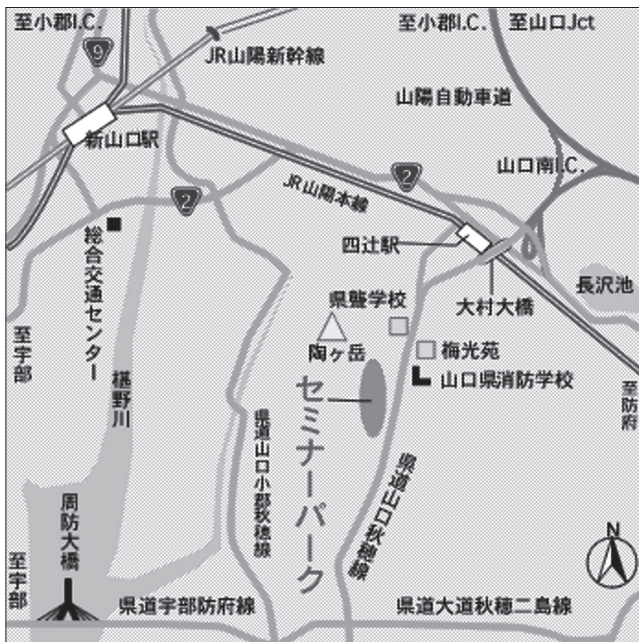 至小郡I.C.
至小郡I.C.
至山口Jct
9
JR山陽新幹線
山陽自動車道
新山口駅
山口南I.C.
2
2
JR山陽本線
四辻駅
総合交通センター
長沢池
大村大橋
県聾学校
陶ヶ岳
梅光苑
山口県消防学校
至宇部
椹野川
セミナーパーク
至防府
県道山口小郡秋穂線
県道山口秋穂線
周防大橋
N
至宇部
県道宇部防府線
県道大道秋穂二島線